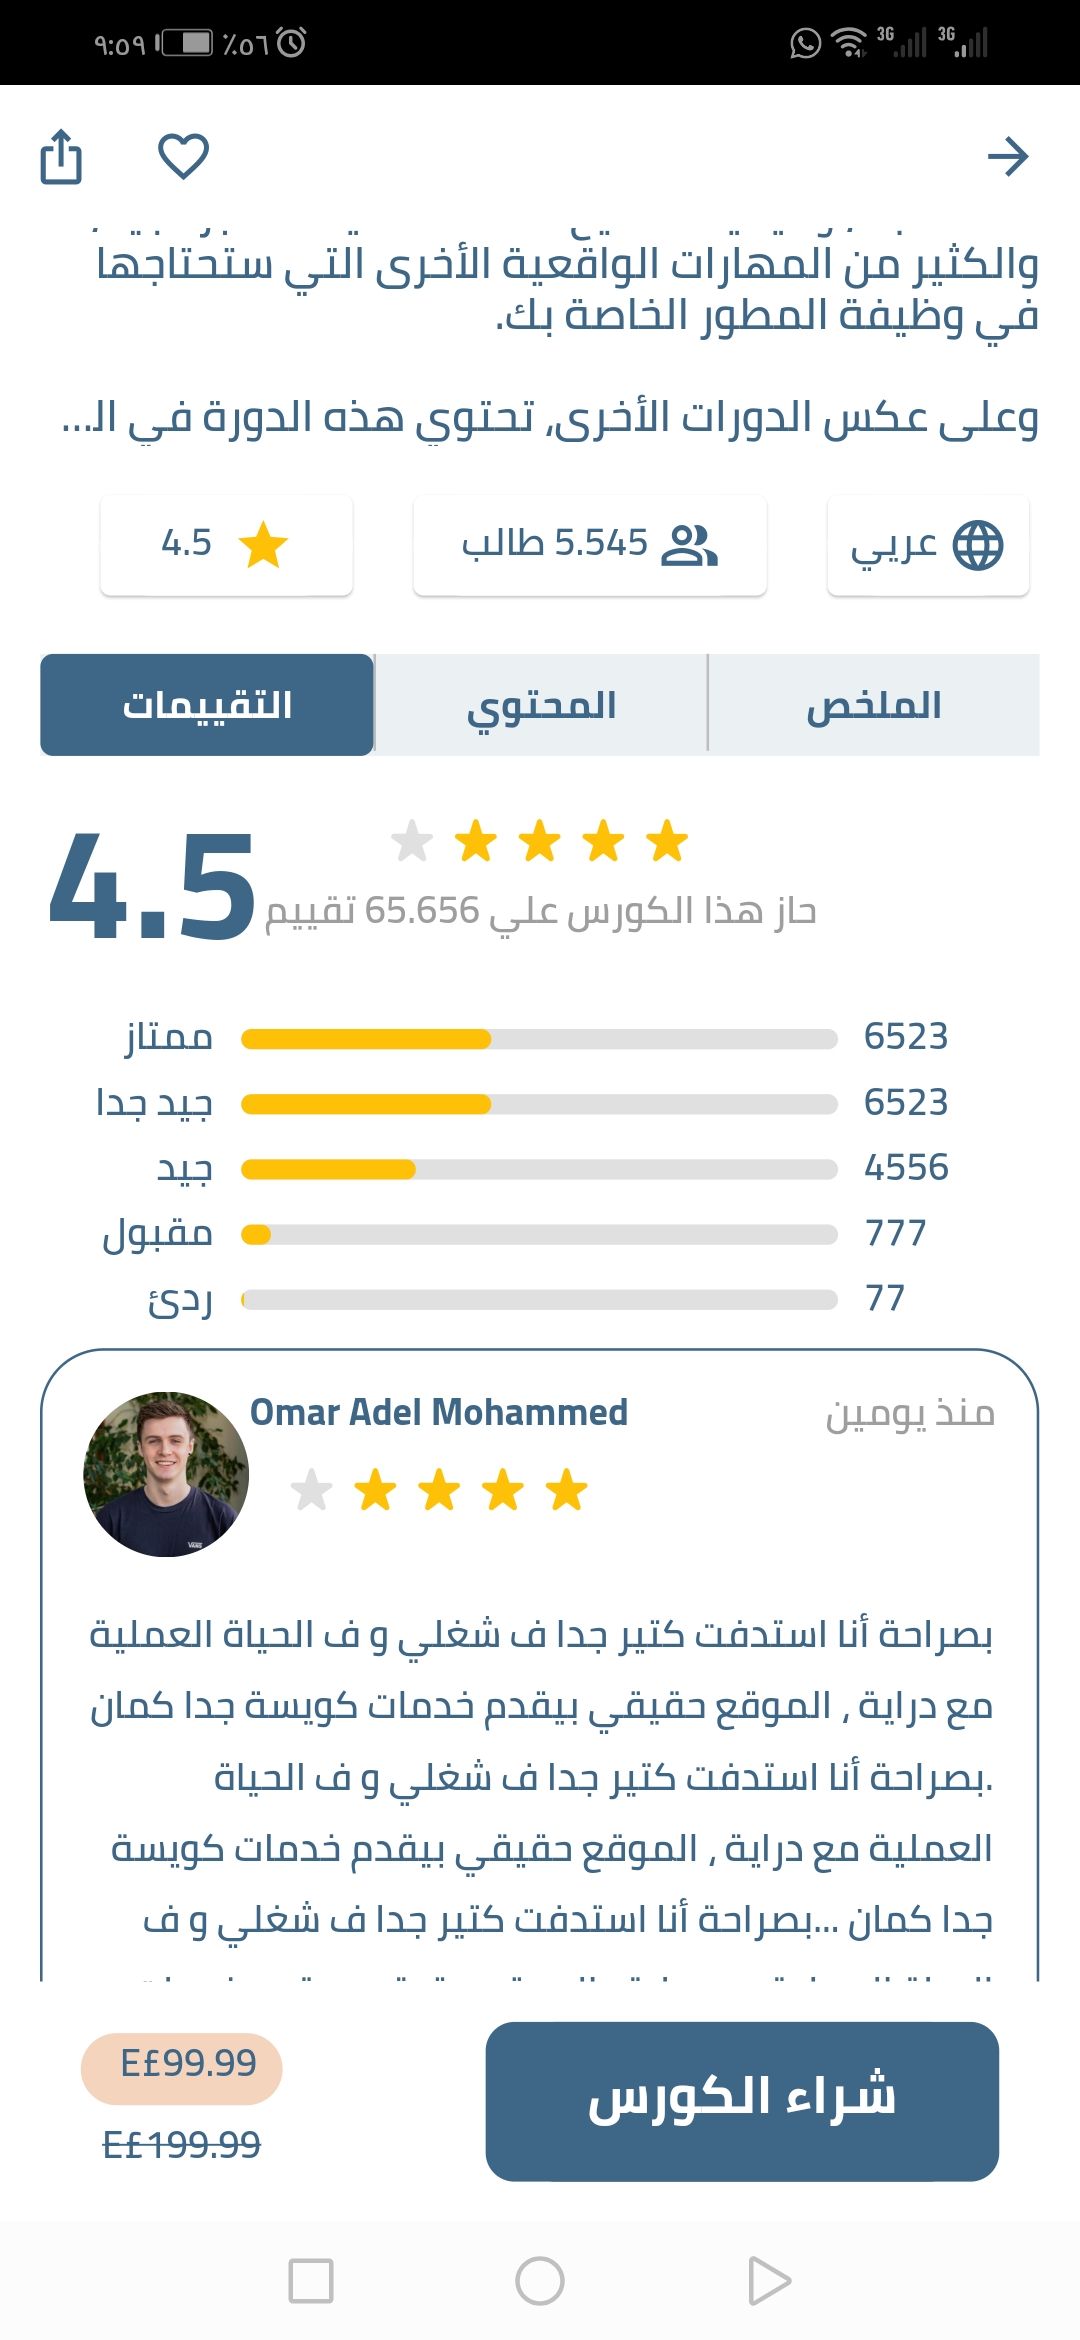 ٩:٥٩ ٪٥٦ 3G 3G
والكثير من المهارات الواقعية الأخرى التي ستحتاجها
في وظيفة المطور الخاصة بك.
وعلى عكس الدورات الأخرى، تحتوي هذه الدورة في ال...
عربي 5.545 طالب 4.5
الملخص المحتوي التقييمات
4.5
حاز هذا الكورس علي 65.656 تقييم
ممتاز 6523
جيد جدا 6523
جيد 4556
مقبول 777
ردئ 77
Omar Adel Mohammed منذ يومين
بصراحة أنا استدفت كتير جدا ف شغلي و ف الحياة العملية
مع دراية ، الموقع حقيقي بيقدم خدمات كويسة جدا كمان
.بصراحة أنا استدفت كتير جدا ف شغلي و ف الحياة
العملية مع دراية ، الموقع حقيقي بيقدم خدمات كويسة
جدا كمان ...بصراحة أنا استدفت كتير جدا ف شغلي و ف
شراء الكورس
E£99.99
E£199.99